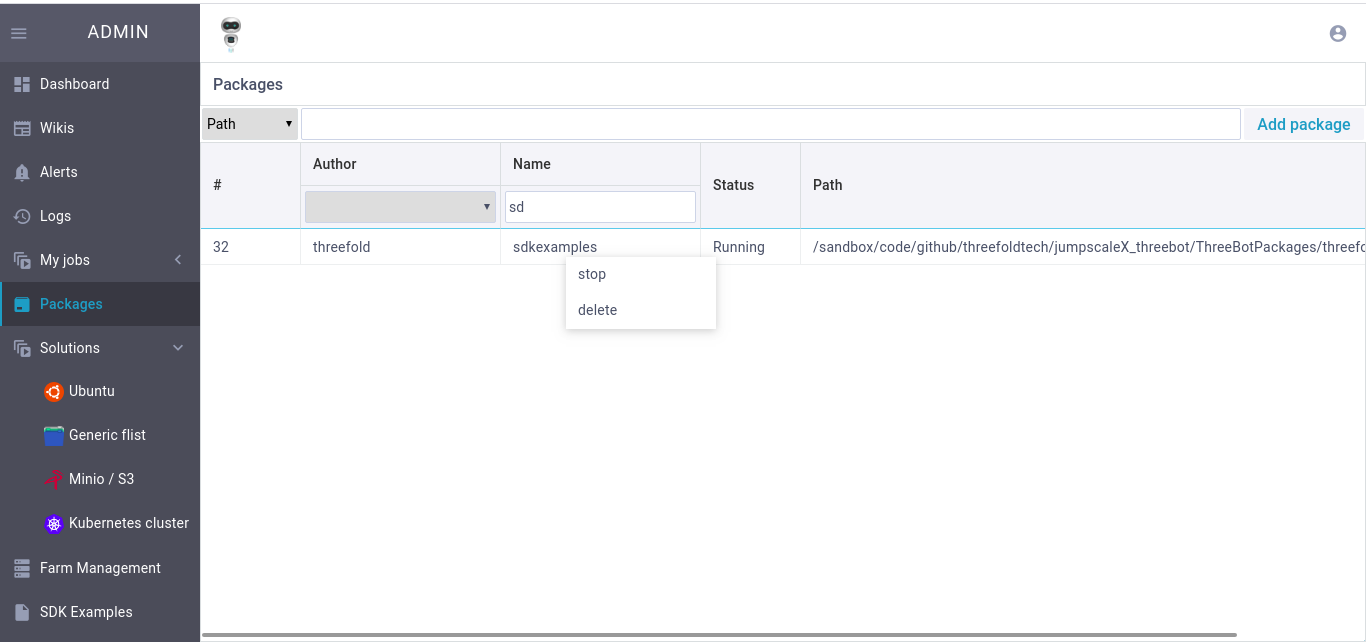 ADMIN
Dashboard
Wikis
Alerts
Logs
My jobs
Packages
Solutions
Ubuntu
Generic flist
Minio / S3
Kubernetes cluster
Farm Management
SDK Examples
Packages
Path
Add package
#
Author
Name
Status
Path
sd
32
threefold
sdkexamples
Running
/sandbox/code/github/threefoldtech/jumpscaleX_threebot/ThreeBotPackages/threefo
stop
delete